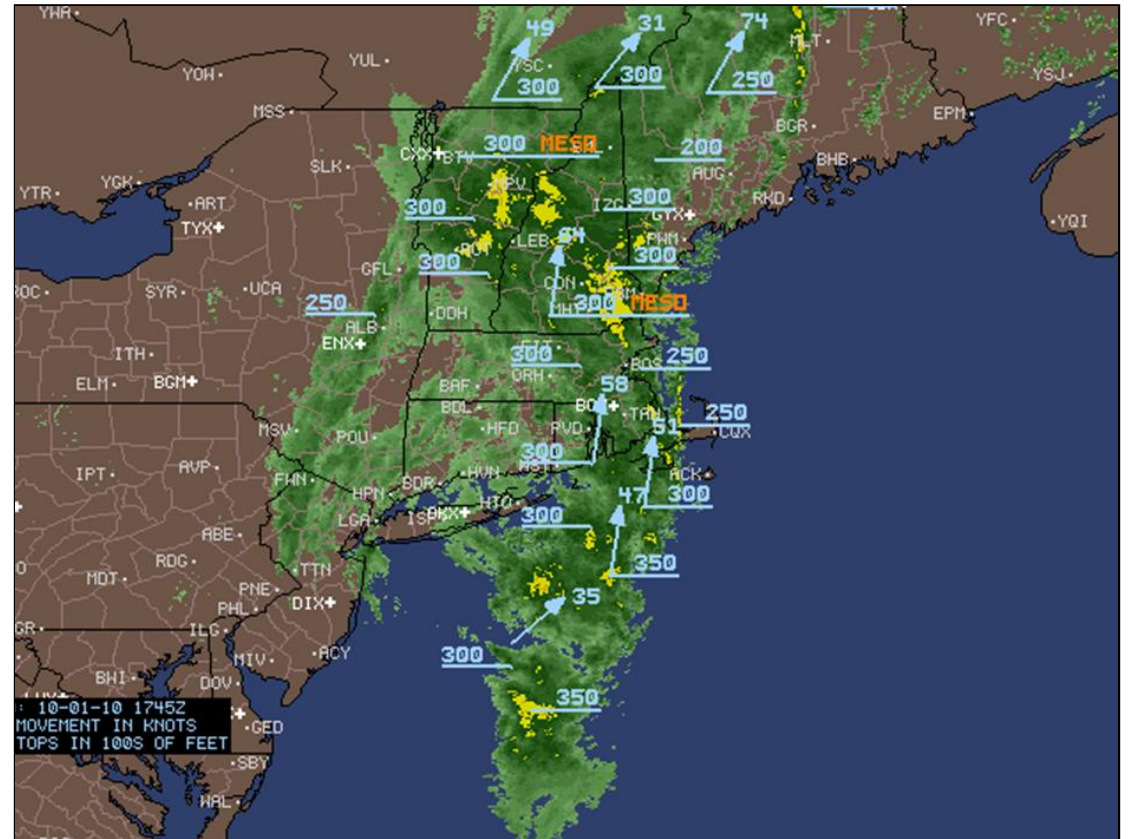 YWA
49
31
74
YFC
MLT
YOW
YUL
YSC
YSJ
300
300
250
MSS
EPM
BGR
300 MESO
CXX
BTV
200
SLK
BHB
AUG
YTR
YGK
ART
MPV
IZG
300
RKD
300
GYX
TYX
YQI
LEB
PWM
RUT
300
300
GFL
SYR
UCA
CON
250
300 MESO
DDH
ALB
ENX
ITH
300
BOS
250
ORH
ELM
BGM
BAF
58
BDL
TAN
250
MSV
POU
HFD
PVD
51
CQX
300
IPT
AVP
FWN
HVN
ACK
BDR
47
300
HPN
HTO
LGA
ISP
OKX
300
ABE
RDG
350
MDT
TTN
PNE
PHL
DIX
35
ILG
MIV
ACY
300
BWI
DOV
350
: 10-01-10 1745Z
MOVEMENT IN KNOTS
TOPS IN 100S OF FEET
GED
SBY
WAL